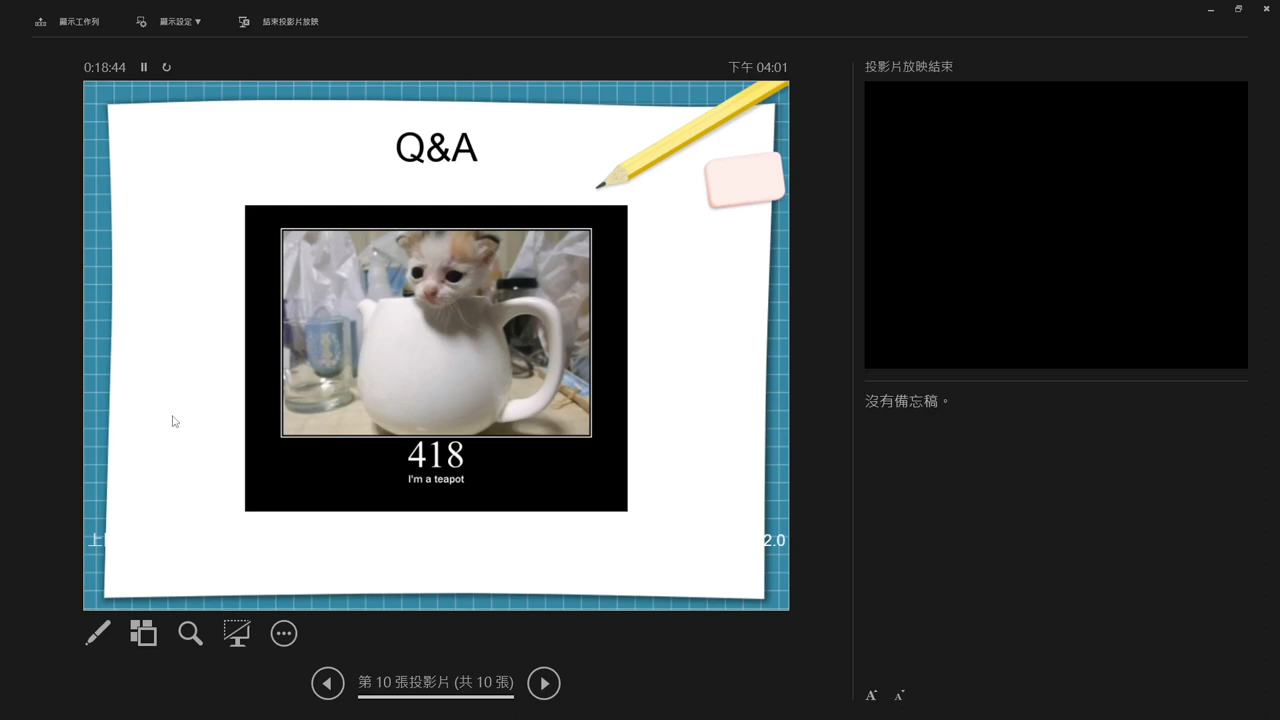 顯示工作列
顯示設定 ▼
結束投影片放映
0:18:44
下午 04:01
投影片放映結束
Q&A
418
I'm a teapot
上
2.0
沒有備忘稿。
第 10 張投影片 (共 10 張)
A
A